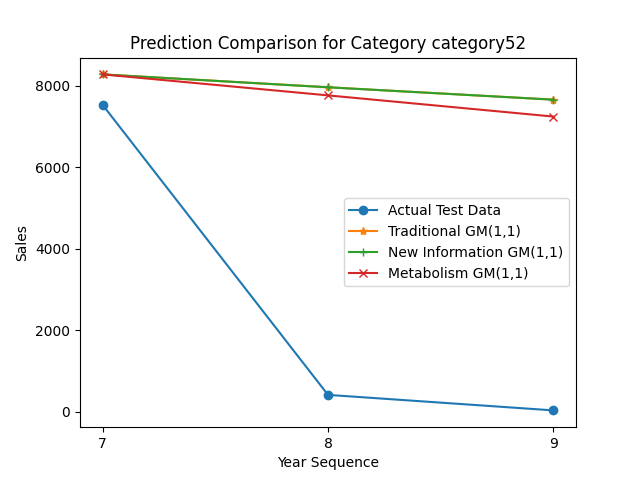 Prediction Comparison for Category category52
Sales
8000
6000
4000
2000
0
Actual Test Data
Traditional GM(1,1)
New Information GM(1,1)
Metabolism GM(1,1)
7
8
9
Year Sequence